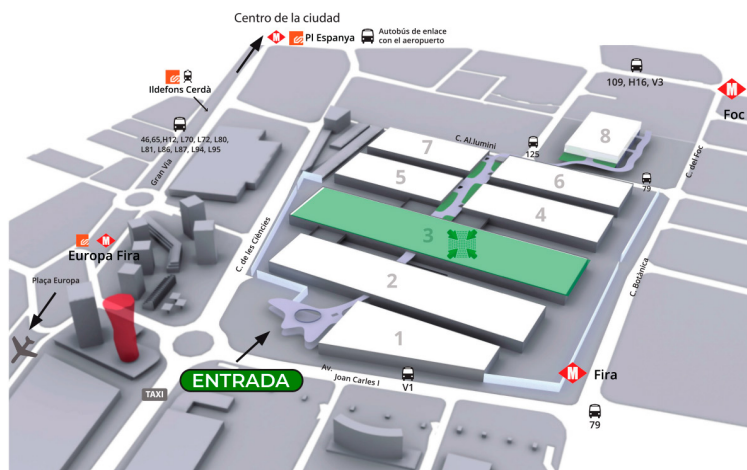 Centro de la ciudad
M Pl Espanya
Autobús de enlace
con el aeropuerto
Ildefons Cerdà
46,65,H12, L70, L72, L80,
L81, L86, L87, L94, L95
Gran Via
109, H16, V3
M
Foc
C. del Foc
C. Al.lumini
125
79
7
8
5
6
4
3
2
1
C. de les Ciències
C. Botànica
M
Europa Fira
Plaça Europa
ENTRADA
TAXI
Av.
Joan Carles I
V1
M Fira
79